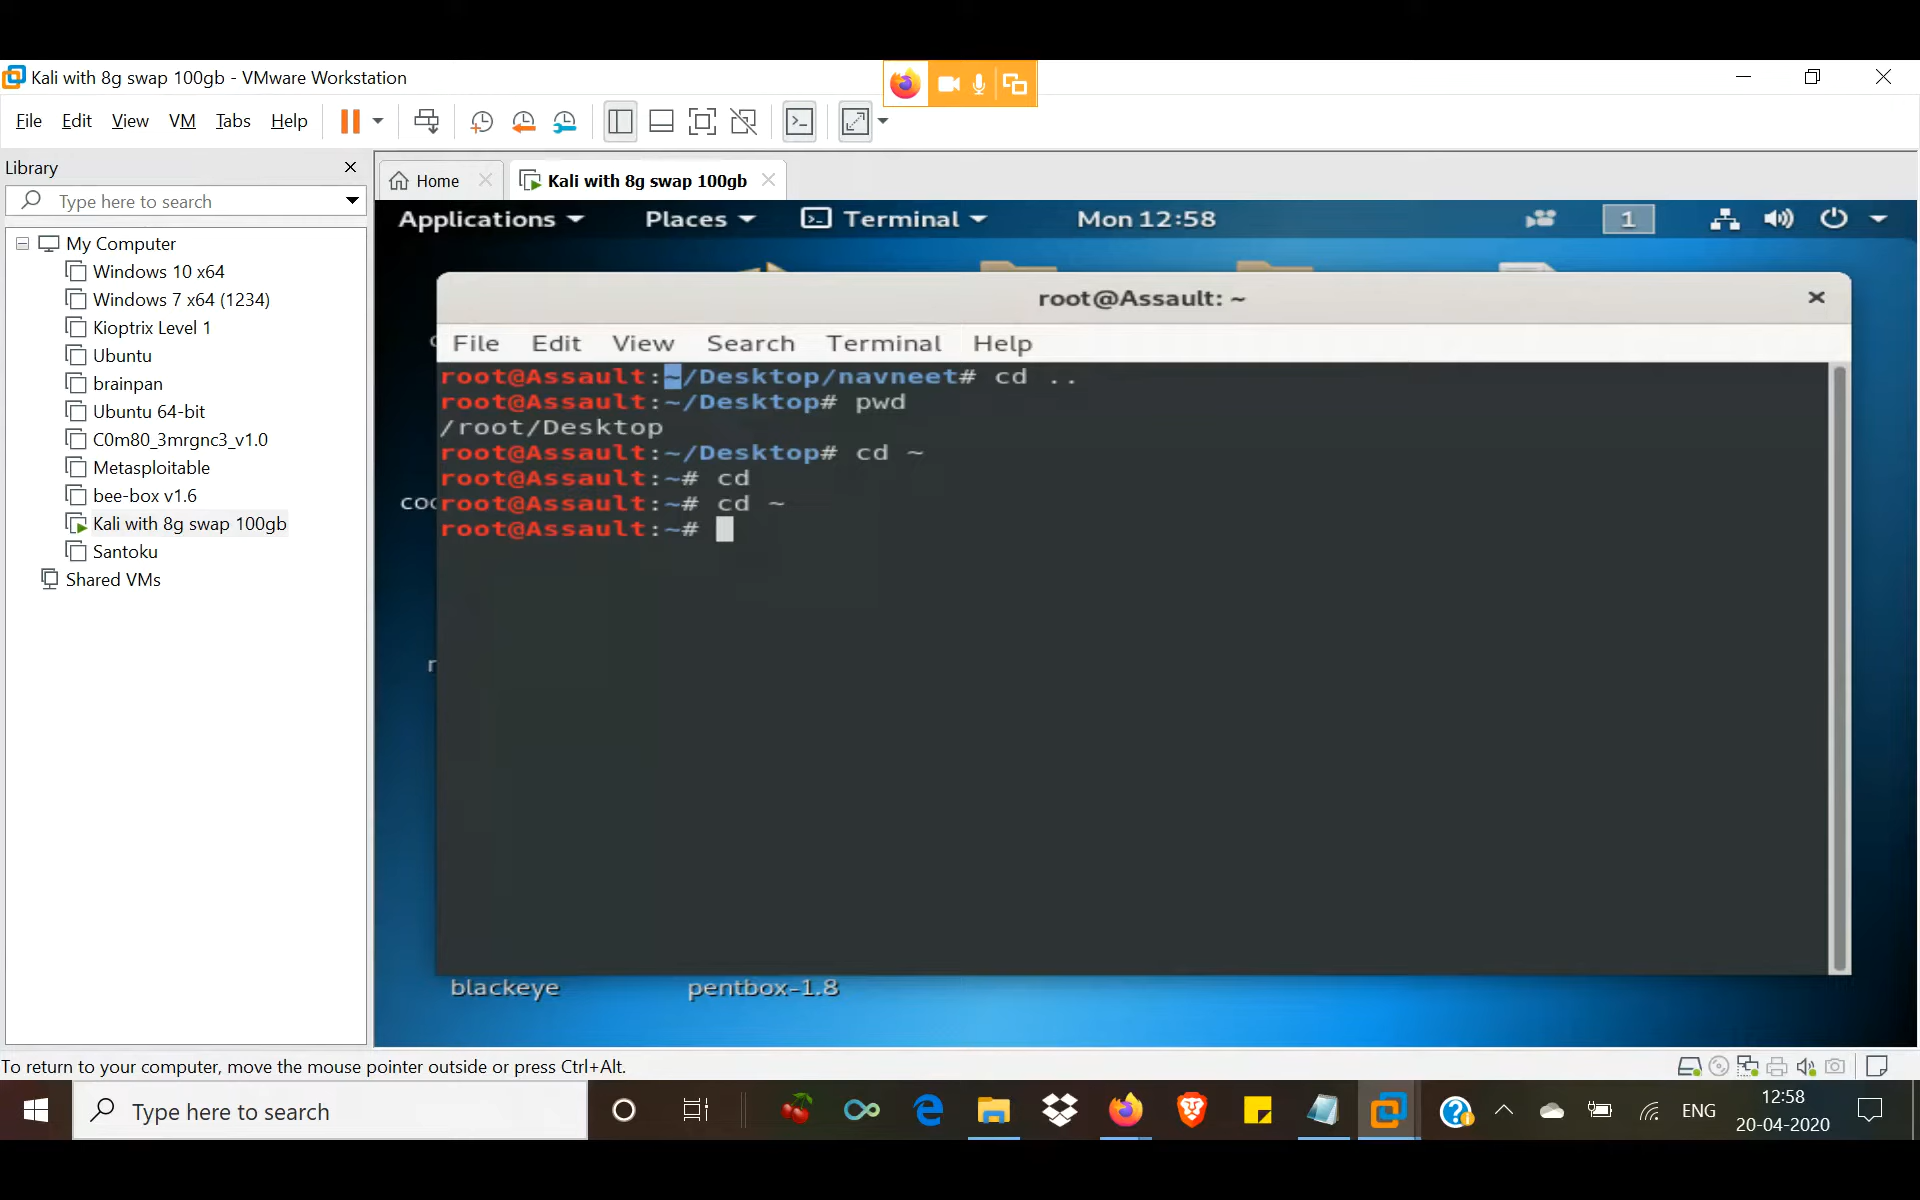 Kali with 8g swap 100gb - VMware Workstation
File Edit View VM Tabs Help
Library
Type here to search
My Computer
Windows 10 x64
Windows 7 x64 (1234)
Kioptrix Level 1
Ubuntu
brainpan
Ubuntu 64-bit
C0m80_3mrgnc3_v1.0
Metasploitable
bee-box v1.6
Kali with 8g swap 100gb
Santoku
Shared VMs
Home
Kali with 8g swap 100gb
Applications Places Terminal Mon 12:58 1
root@Assault: ~
File Edit View Search Terminal Help
root@Assault:~/Desktop/navneet# cd ..
root@Assault:~/Desktop# pwd
/root/Desktop
root@Assault:~/Desktop# cd ~
root@Assault:~# cd
root@Assault:~# cd ~
root@Assault:~#
blackeye pentbox-1.8
To return to your computer, move the mouse pointer outside or press Ctrl+Alt.
Type here to search
ENG
12:58
20-04-2020